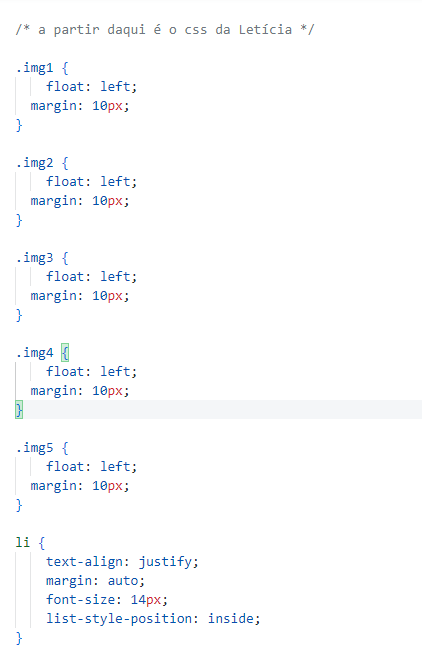 /* a partir daqui é o css da Letícia */
.img1 {
float: left;
margin: 10px;
}
.img2 {
float: left;
margin: 10px;
}
.img3 {
float: left;
margin: 10px;
}
.img4 {
float: left;
margin: 10px;
}
.img5 {
float: left;
margin: 10px;
}
li {
text-align: justify;
margin: auto;
font-size: 14px;
list-style-position: inside;
}